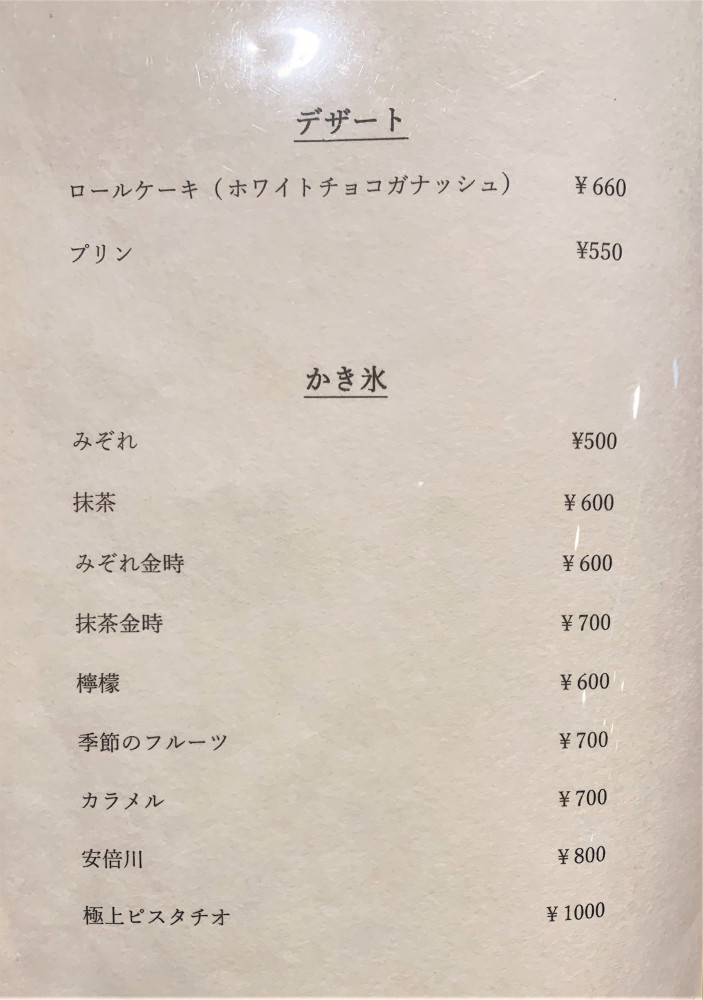 デザート
ロールケーキ（ホワイトチョコガナッシュ） ¥660
プリン ¥550
かき氷
みぞれ ¥500
抹茶 ¥600
みぞれ金時 ¥600
抹茶金時 ¥700
檸檬 ¥600
季節のフルーツ ¥700
カラメル ¥700
安倍川 ¥800
極上ピスタチオ ¥1000